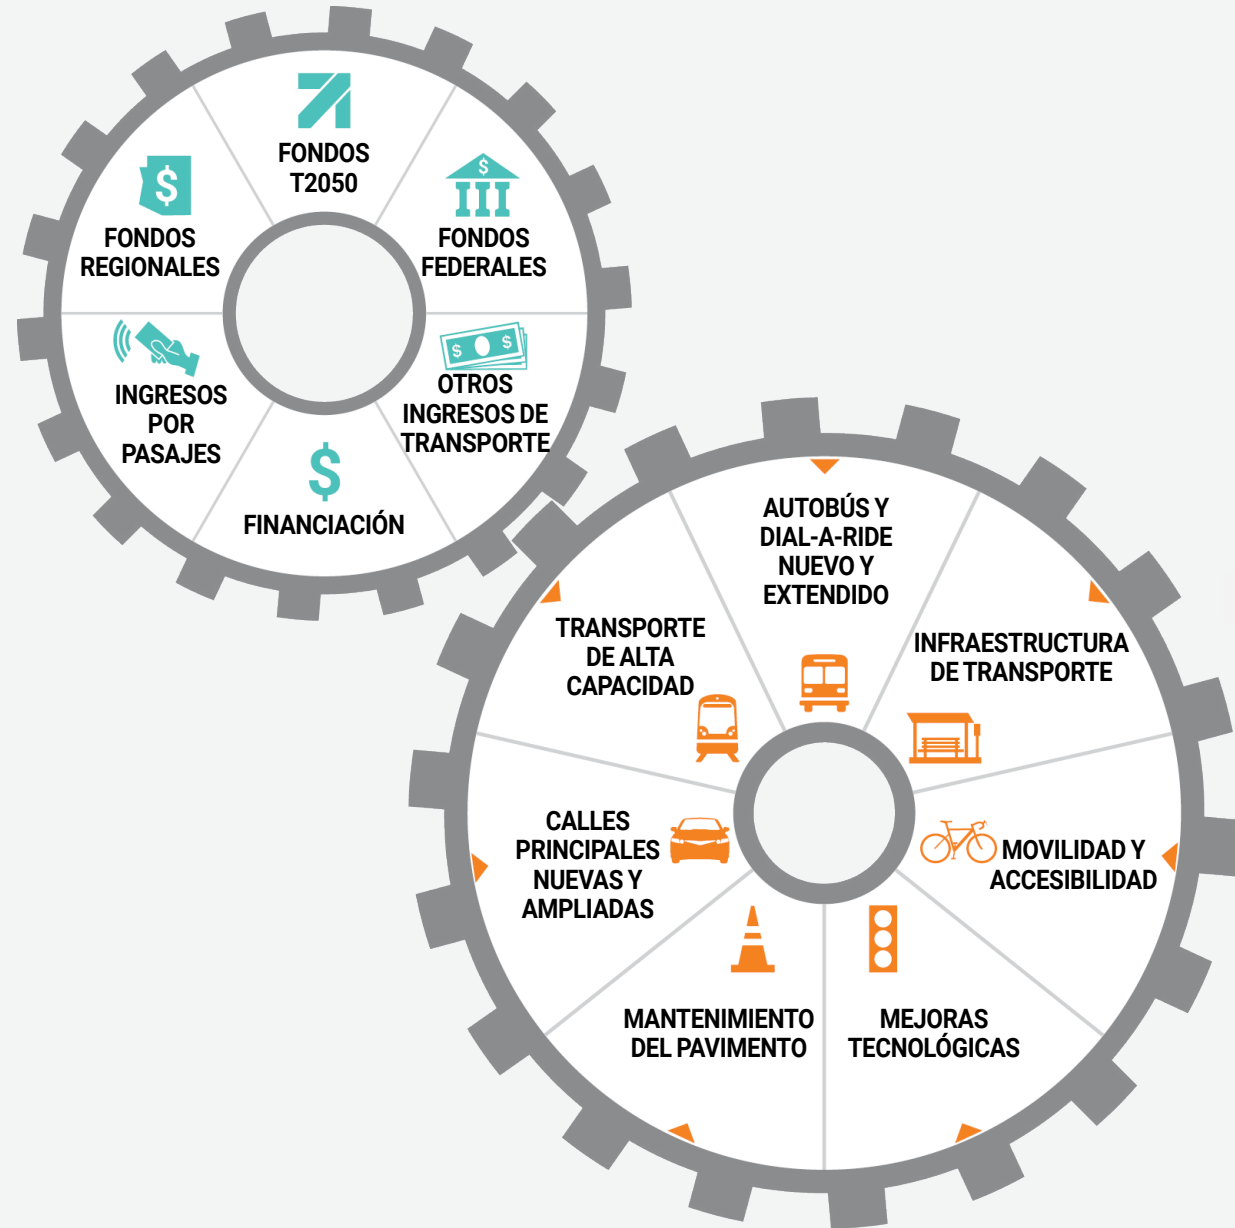 FONDOS
T2050
FONDOS
FEDERALES
OTROS
INGRESOS DE
TRANSPORTE
FINANCIACIÓN
INGRESOS
POR
PASAJES
FONDOS
REGIONALES
AUTOBÚS Y
DIAL-A-RIDE
NUEVO Y
EXTENDIDO
INFRAESTRUCTURA
DE TRANSPORTE
MOVILIDAD Y
ACCESIBILIDAD
MEJORAS
TECNOLÓGICAS
MANTENIMIENTO
DEL PAVIMENTO
CALLES
PRINCIPALES
NUEVAS Y
AMPLIADAS
TRANSPORTE
DE ALTA
CAPACIDAD